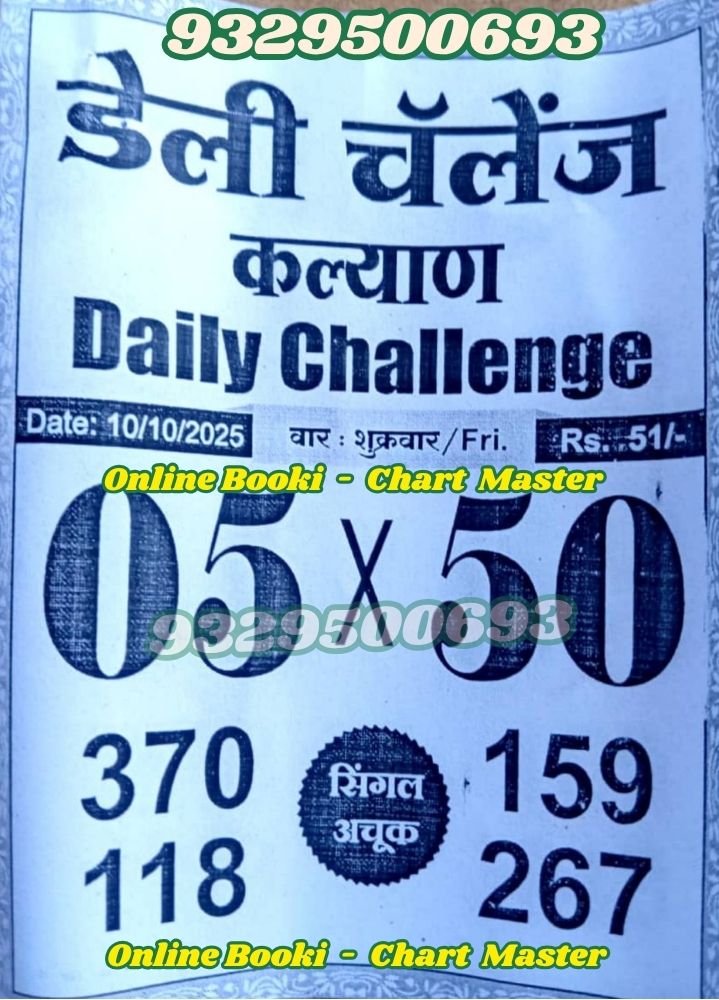 9329500693
डेली चॅलेंज
कल्याण
Daily Challenge
Date: 10/10/2025 वार : शुक्रवार/Fri. Rs. 51/-
Online Booki - Chart Master
05 X 50
9329500693
370 सिंगल 159
118 अचूक 267
Online Booki - Chart Master